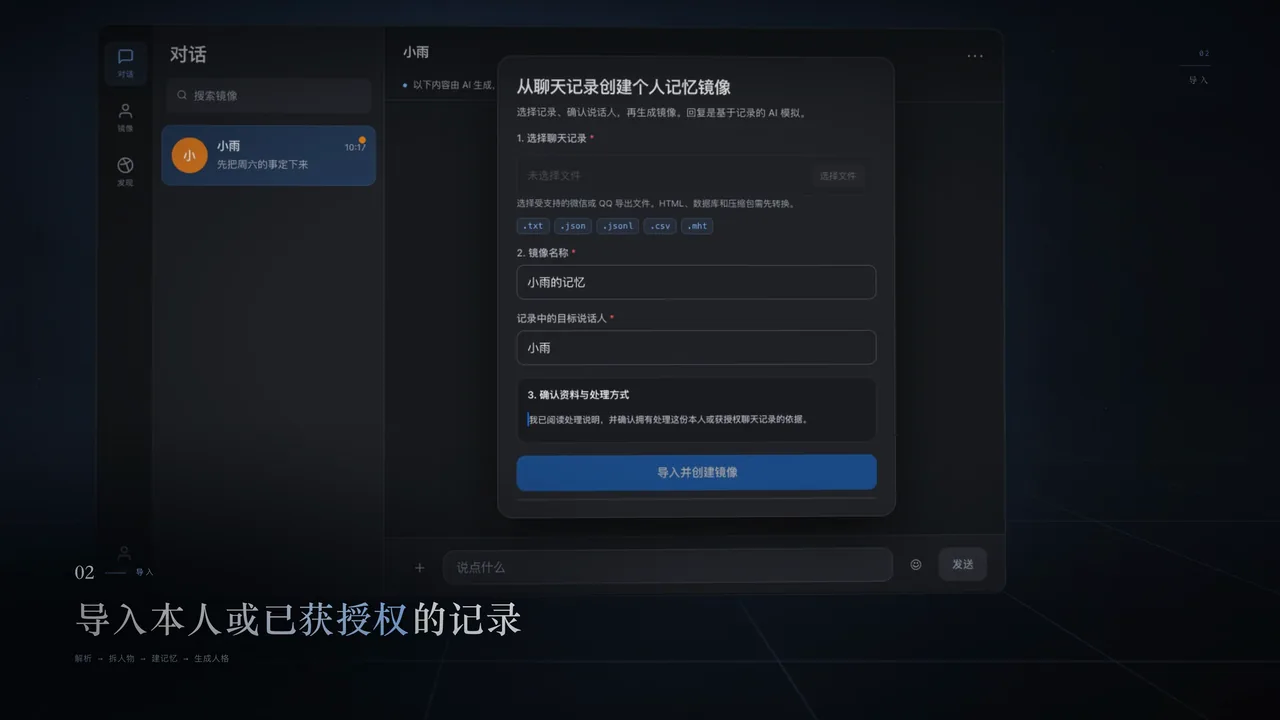 对话
镜像
发现
对话
搜索镜像
小
小雨
10:17
先把周六的事定下来
小雨
以下内容由 AI 生成,
从聊天记录创建个人记忆镜像
选择记录、确认说话人，再生成镜像。回复是基于记录的 AI 模拟。
1. 选择聊天记录 *
未选择文件
选择文件
选择受支持的微信或 QQ 导出文件。HTML、数据库和压缩包需先转换。
.txt .json .jsonl .csv .mht
2. 镜像名称 *
小雨的记忆
记录中的目标说话人 *
小雨
3. 确认资料与处理方式
我已阅读处理说明，并确认拥有处理这份本人或获授权聊天记录的依据。
导入并创建镜像
说点什么
发送
02
导入
02 导入
导入本人或已获授权的记录
解析 → 拆人物 → 建记忆 → 生成人格